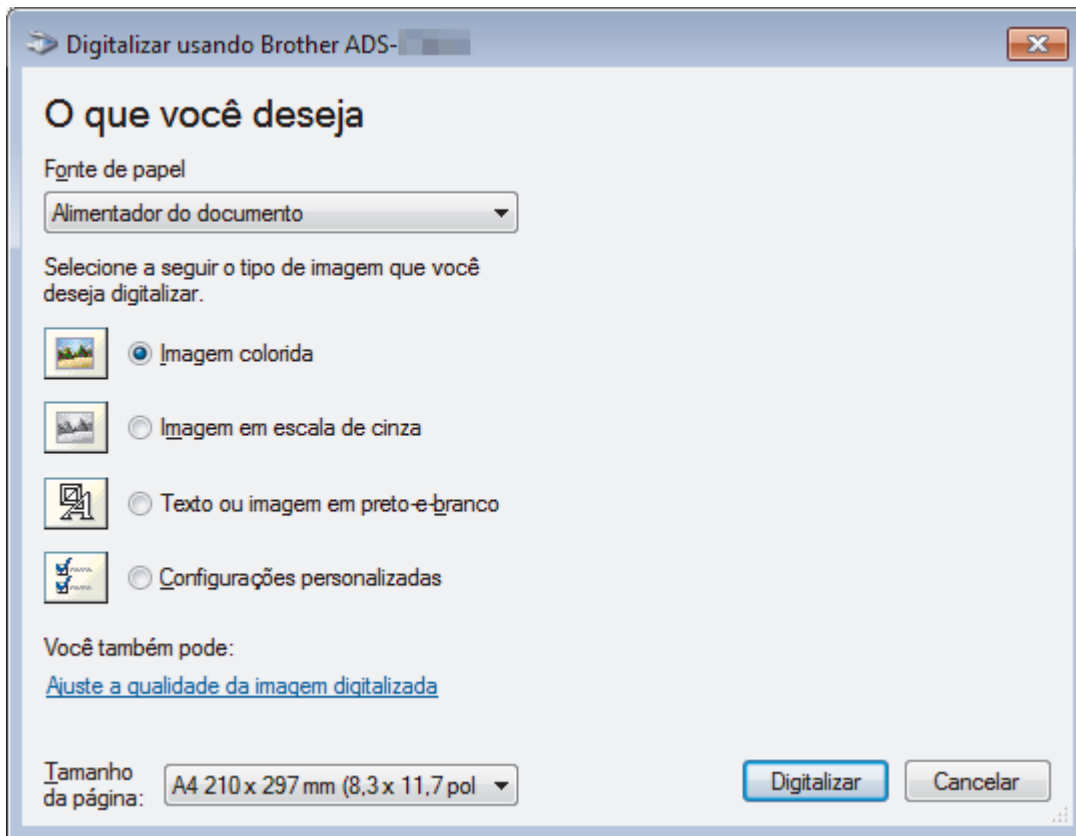 Digitalizar usando Brother ADS-
O que você deseja
Fonte de papel
Alimentador do documento
Selecione a seguir o tipo de imagem que você
deseja digitalizar.
Imagem colorida
Imagem em escala de cinza
Texto ou imagem em preto-e-branco
Configurações personalizadas
Você também pode:
Ajuste a qualidade da imagem digitalizada
Tamanho
da página:
A4 210 x 297 mm (8,3 x 11,7 pol
Digitalizar
Cancelar